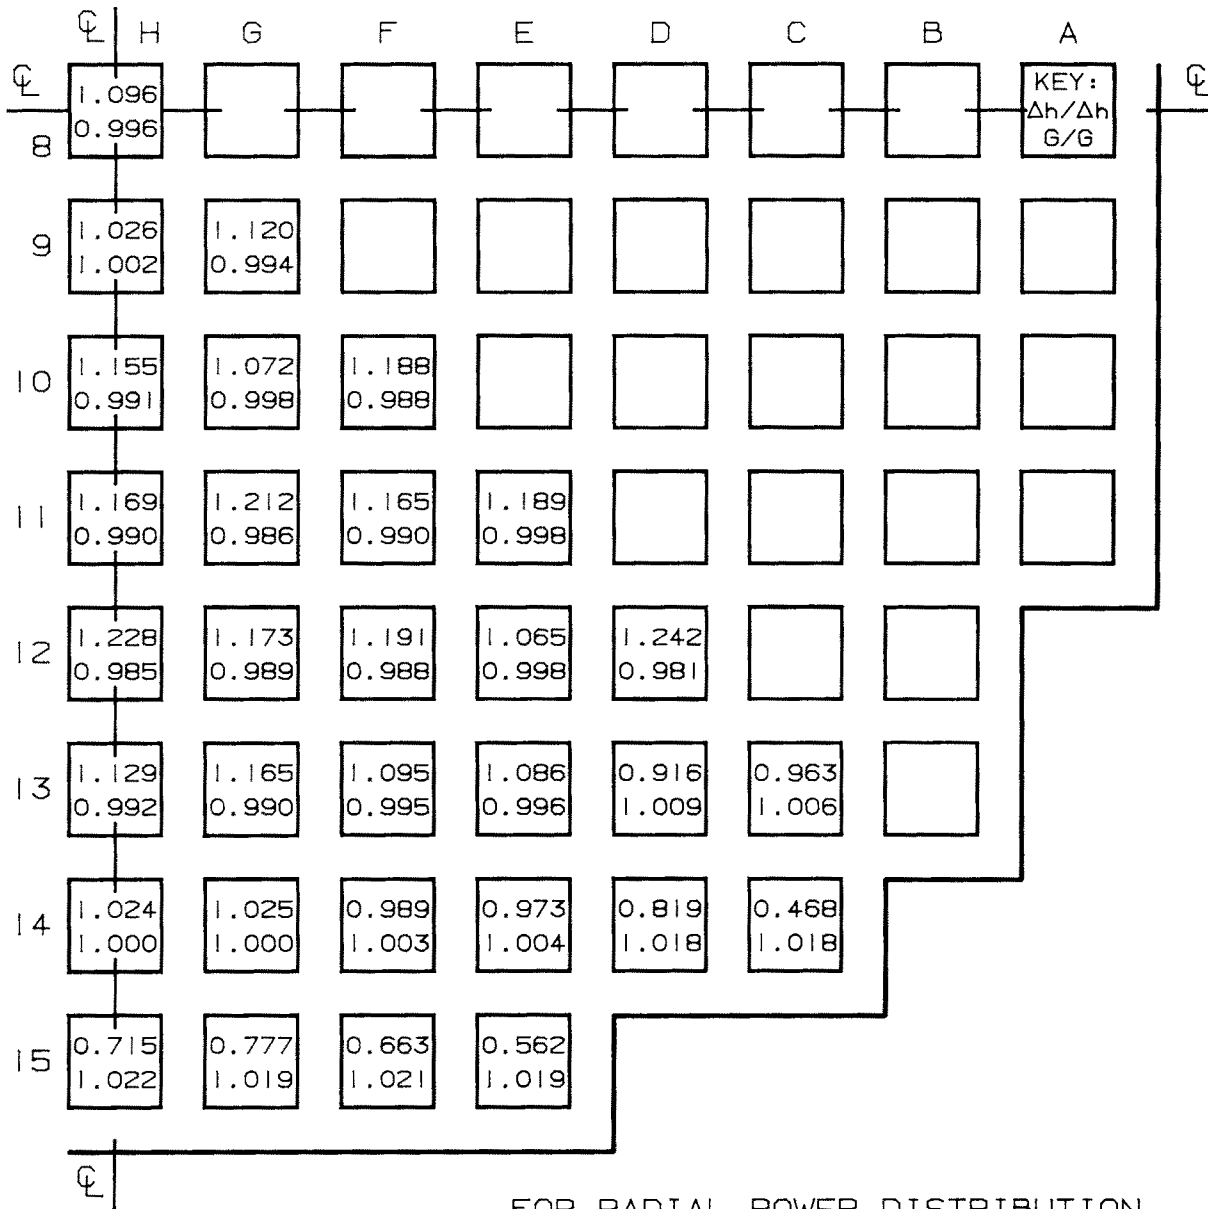 ℄ H G F E D C B A
℄ ℄
8 1.096 KEY:
0.996 Δh/Δh
G/G
9 1.026 1.120
1.002 0.994
10 1.155 1.072 1.188
0.991 0.998 0.988
11 1.169 1.212 1.165 1.189
0.990 0.986 0.990 0.998
12 1.228 1.173 1.191 1.065 1.242
0.985 0.989 0.988 0.998 0.981
13 1.129 1.165 1.095 1.086 0.916 0.963
0.992 0.990 0.995 0.996 1.009 1.006
14 1.024 1.025 0.989 0.973 0.819 0.468
1.000 1.000 1.003 1.004 1.018 1.018
15 0.715 0.777 0.663 0.562
1.022 1.019 1.021 1.019
℄
FOR RADIAL POWER DISTRIBUTION